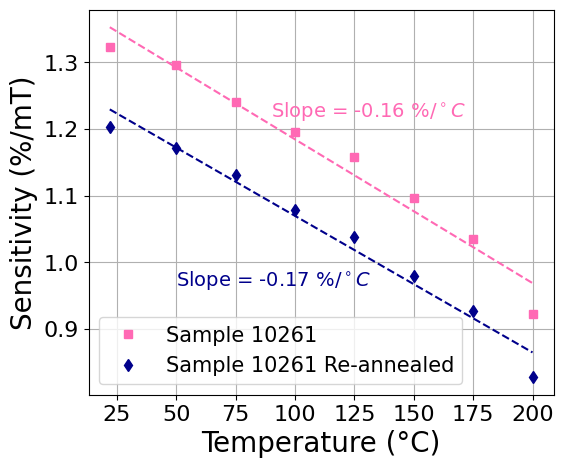 Sensitivity (%/mT)
1.3
1.2
1.1
1.0
0.9
Slope = -0.16 %/°C
Slope = -0.17 %/°C
Sample 10261
Sample 10261 Re-annealed
25 50 75 100 125 150 175 200
Temperature (°C)